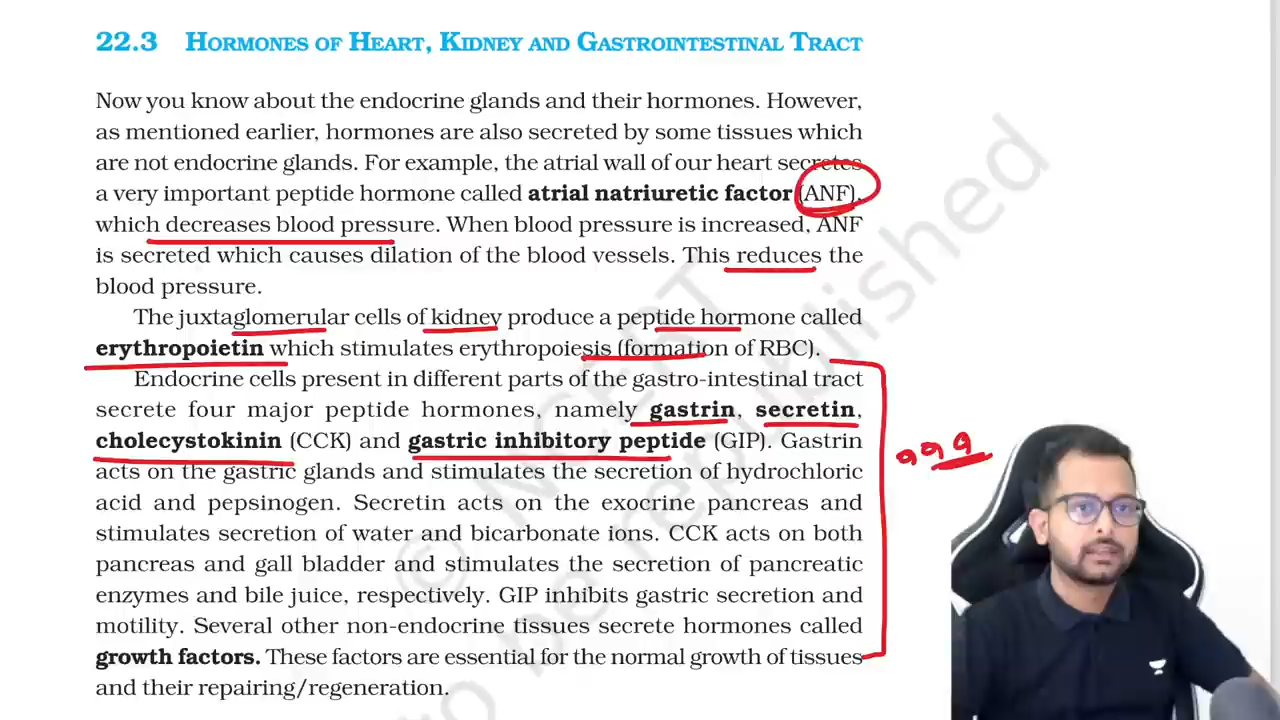 22.3 HORMONES OF HEART, KIDNEY AND GASTROINTESTINAL TRACT
Now you know about the endocrine glands and their hormones. However,
as mentioned earlier, hormones are also secreted by some tissues which
are not endocrine glands. For example, the atrial wall of our heart secretes
a very important peptide hormone called atrial natriuretic factor (ANF),
which decreases blood pressure. When blood pressure is increased, ANF
is secreted which causes dilation of the blood vessels. This reduces the
blood pressure.
The juxtaglomerular cells of kidney produce a peptide hormone called
erythropoietin which stimulates erythropoiesis (formation of RBC).
Endocrine cells present in different parts of the gastro-intestinal tract
secrete four major peptide hormones, namely gastrin, secretin,
cholecystokinin (CCK) and gastric inhibitory peptide (GIP). Gastrin
acts on the gastric glands and stimulates the secretion of hydrochloric
acid and pepsinogen. Secretin acts on the exocrine pancreas and
stimulates secretion of water and bicarbonate ions. CCK acts on both
pancreas and gall bladder and stimulates the secretion of pancreatic
enzymes and bile juice, respectively. GIP inhibits gastric secretion and
motility. Several other non-endocrine tissues secrete hormones called
growth factors. These factors are essential for the normal growth of tissues
and their repairing/regeneration.
© NCERT
to be republished